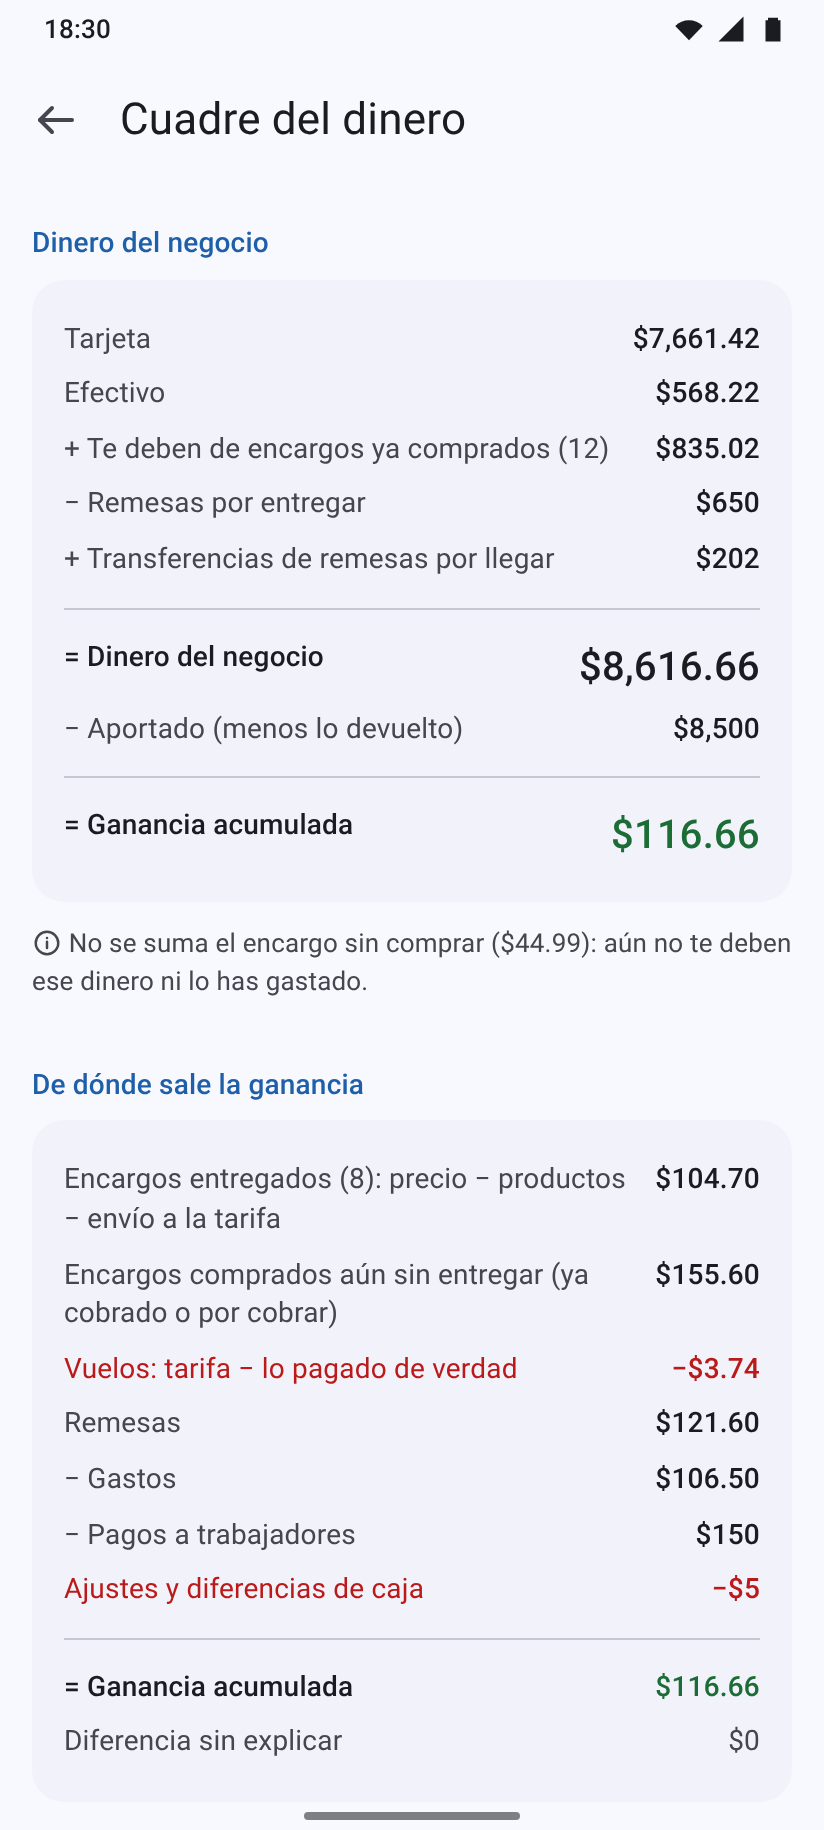 18:30
Cuadre del dinero
Dinero del negocio
Tarjeta $7,661.42
Efectivo $568.22
+ Te deben de encargos ya comprados (12) $835.02
− Remesas por entregar $650
+ Transferencias de remesas por llegar $202
= Dinero del negocio $8,616.66
− Aportado (menos lo devuelto) $8,500
= Ganancia acumulada $116.66
No se suma el encargo sin comprar ($44.99): aún no te deben
ese dinero ni lo has gastado.
De dónde sale la ganancia
Encargos entregados (8): precio − productos $104.70
− envío a la tarifa
Encargos comprados aún sin entregar (ya $155.60
cobrado o por cobrar)
Vuelos: tarifa − lo pagado de verdad −$3.74
Remesas $121.60
− Gastos $106.50
− Pagos a trabajadores $150
Ajustes y diferencias de caja −$5
= Ganancia acumulada $116.66
Diferencia sin explicar $0